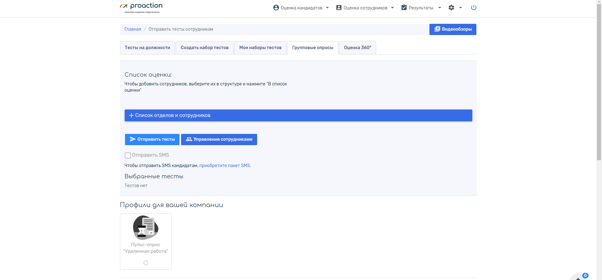 proaction
Оценка кандидатов
Оценка сотрудников
Результаты
Главная / Отправить тесты сотрудникам
Видеообзоры
Тесты на должности
Создать набор тестов
Мои наборы тестов
Групповые опросы
Оценка 360°
Список оценки:
Чтобы добавить сотрудников, выберите их в структуре и нажмите "В список
оценки"
+ Список отделов и сотрудников
Отправить тесты
Управление сотрудниками
Отправить SMS
Чтобы отправить SMS кандидатам, приобретите пакет SMS.
Выбранные тесты
Тестов нет
Профили для вашей компании
Пульс-опрос
"Удаленная работа"
0